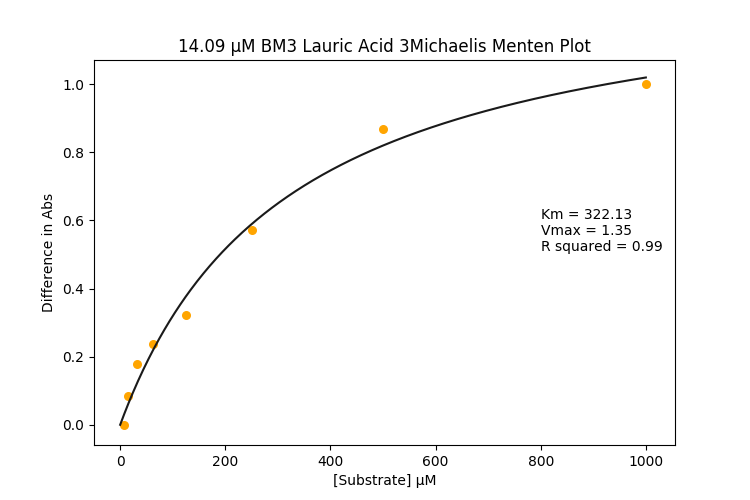 14.09 µM BM3 Lauric Acid 3Michaelis Menten Plot
1.0
0.8
0.6
0.4
0.2
0.0
Difference in Abs
Km = 322.13
Vmax = 1.35
R squared = 0.99
0 200 400 600 800 1000
[Substrate] µM